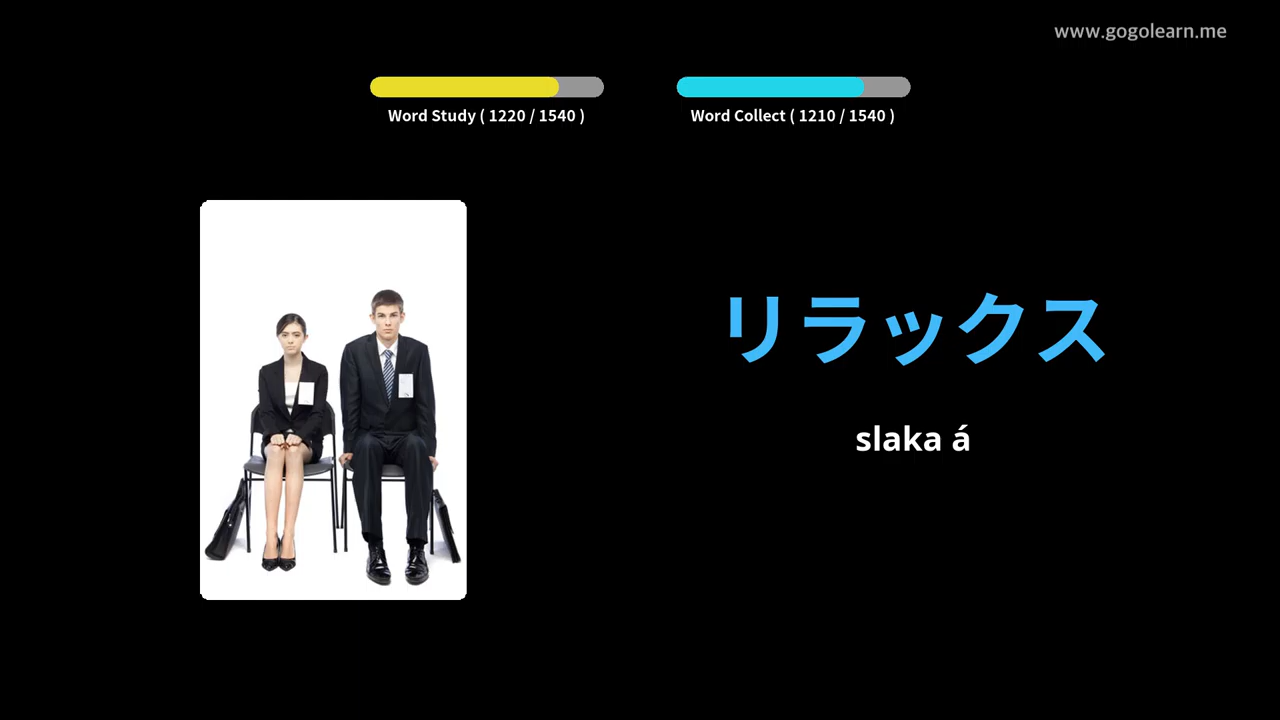 www.gogolearn.me
Word Study ( 1220 / 1540 )
Word Collect ( 1210 / 1540 )
リラックス
slaka á